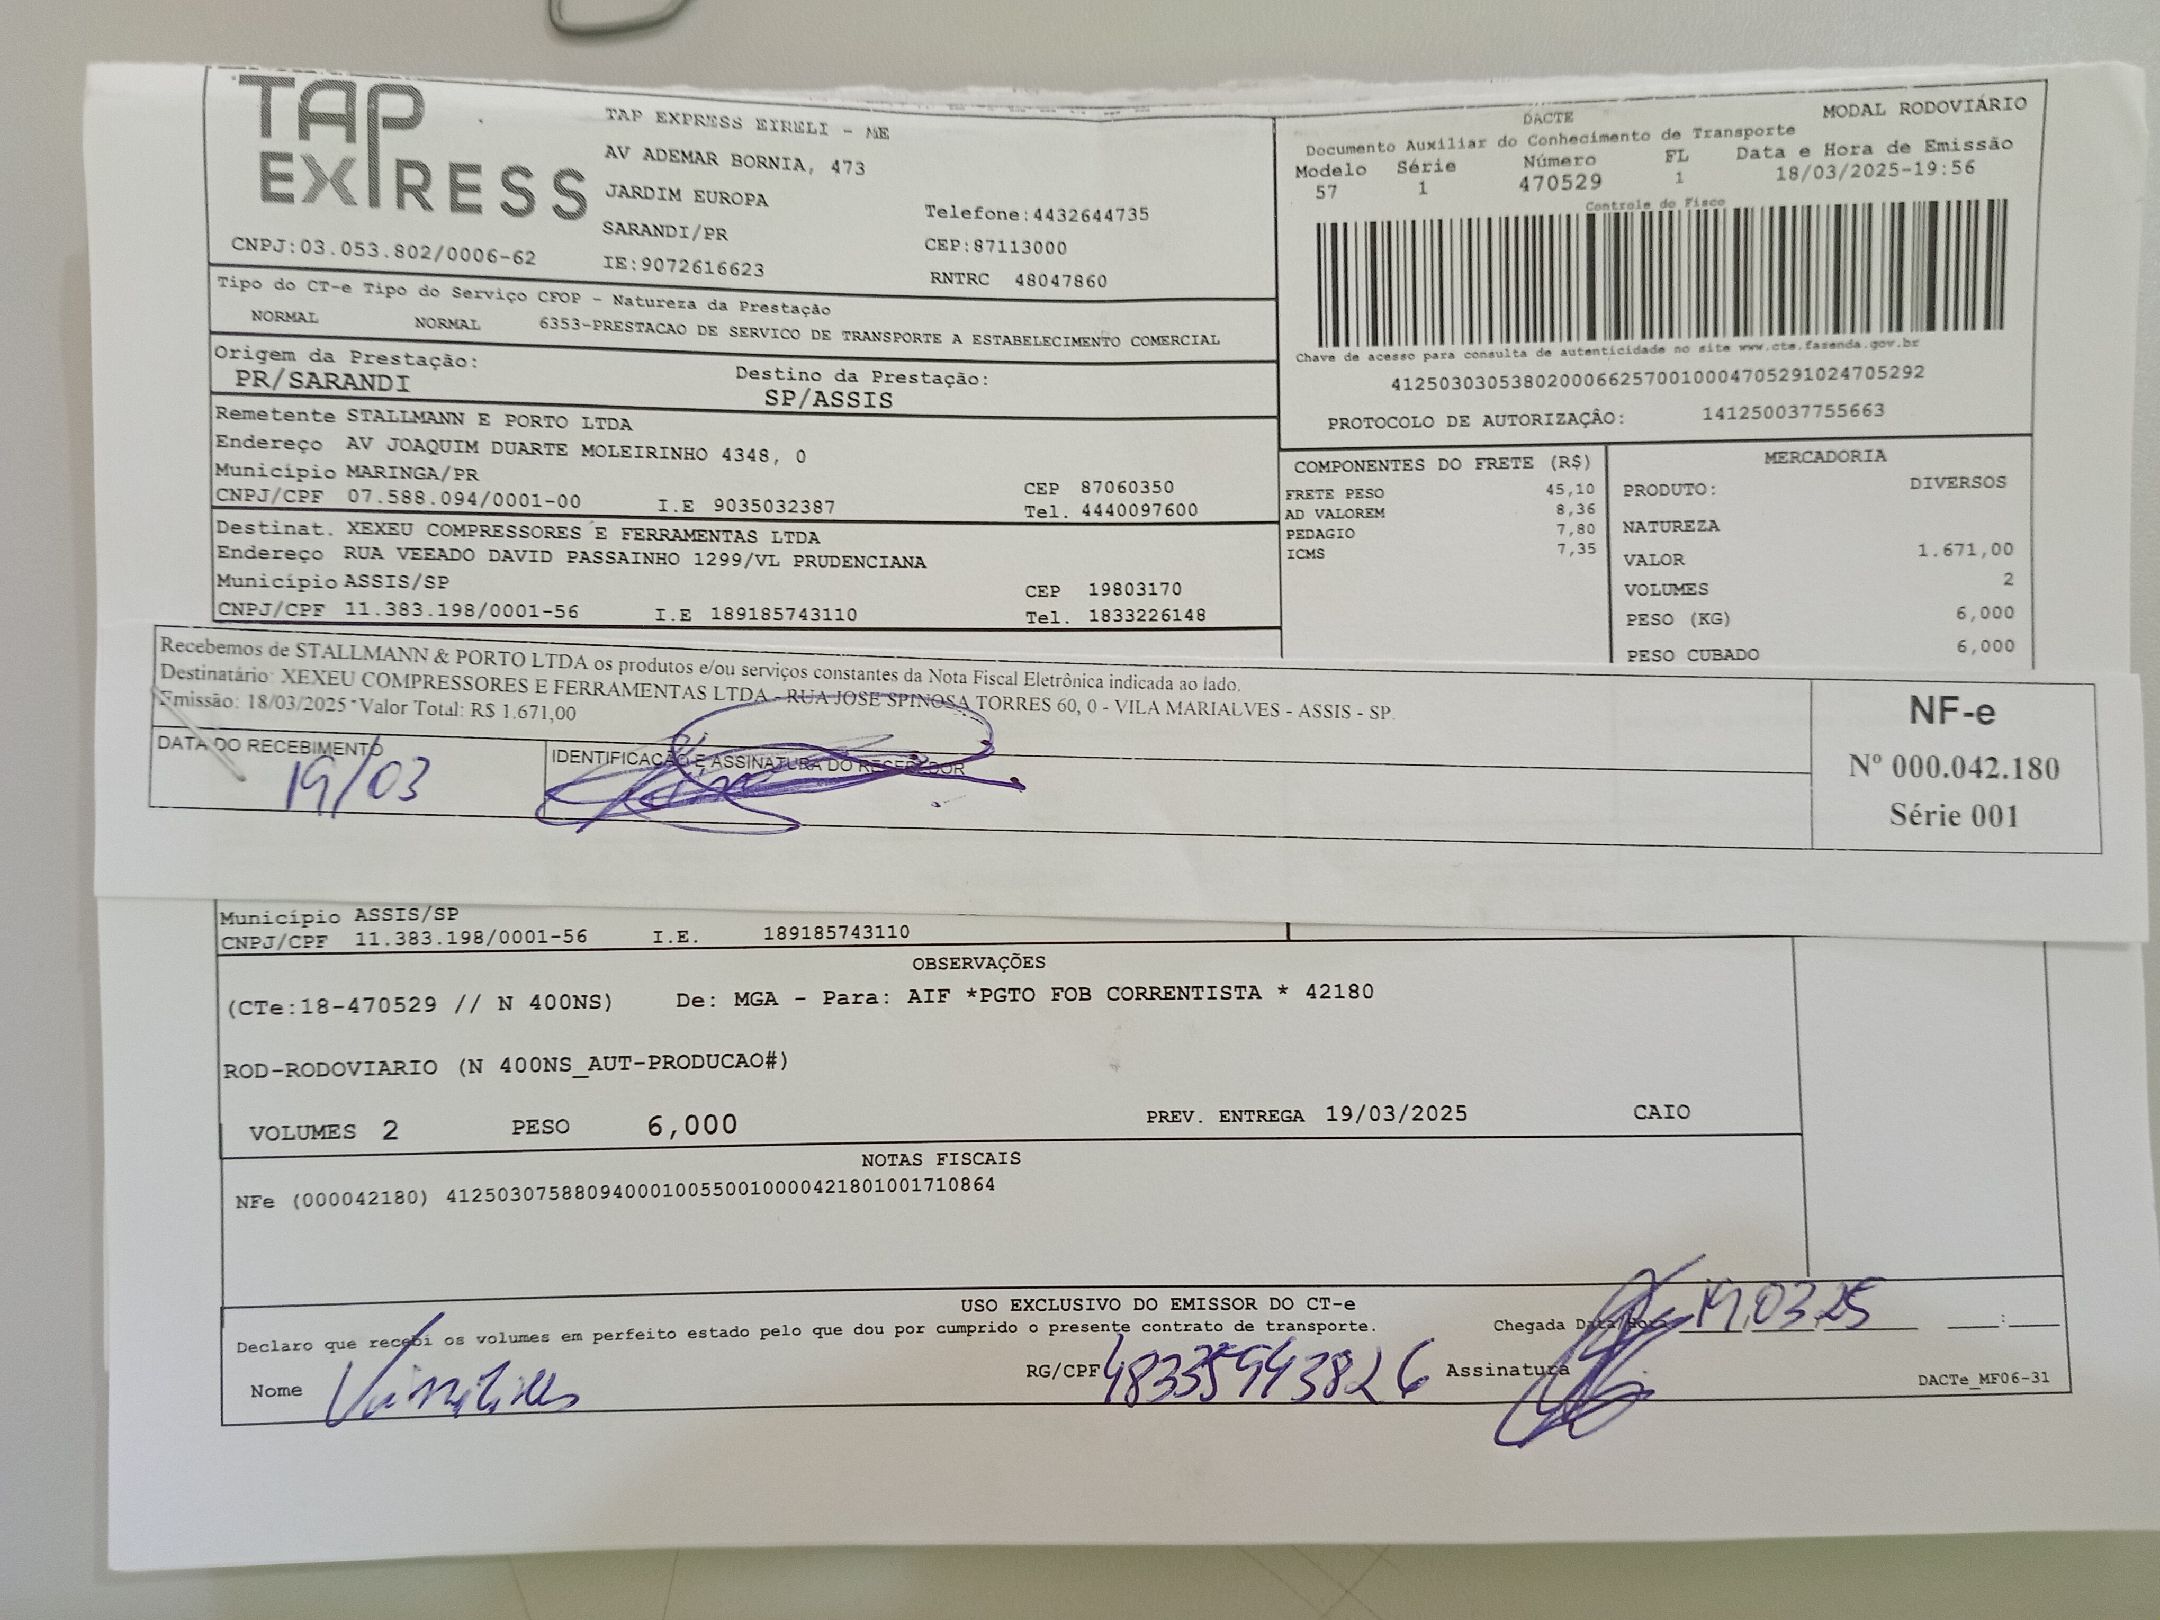 TAP
EXPRESS
TAP EXPRESS EIRELI - ME
AV ADEMAR BORNIA, 473
JARDIM EUROPA
SARANDI/PR
Telefone:4432644735
CEP:87113000
CNPJ:03.053.802/0006-62
IE:9072616623
RNTRC 48047860
DACTE
MODAL RODOVIÁRIO
Documento Auxiliar do Conhecimento de Transporte
Modelo Série Número FL Data e Hora de Emissão
57 1 470529 1 18/03/2025-19:56
Controle do Fisco
Chave de acesso para consulta de autenticidade no site www.cte.fazenda.gov.br
41250303053802000662570010004705291024705292
PROTOCOLO DE AUTORIZAÇÂO: 141250037755663
Tipo do CT-e Tipo do Serviço CFOP - Natureza da Prestação
NORMAL NORMAL 6353-PRESTACAO DE SERVICO DE TRANSPORTE A ESTABELECIMENTO COMERCIAL
Origem da Prestação: Destino da Prestação:
PR/SARANDI SP/ASSIS
Remetente STALLMANN E PORTO LTDA
Endereço AV JOAQUIM DUARTE MOLEIRINHO 4348, 0
Município MARINGA/PR CEP 87060350
CNPJ/CPF 07.588.094/0001-00 I.E 9035032387 Tel. 4440097600
Destinat. XEXEU COMPRESSORES E FERRAMENTAS LTDA
Endereço RUA VEEADO DAVID PASSAINHO 1299/VL PRUDENCIANA
Município ASSIS/SP CEP 19803170
CNPJ/CPF 11.383.198/0001-56 I.E 189185743110 Tel. 1833226148
COMPONENTES DO FRETE (R$)
FRETE PESO 45,10
AD VALOREM 8,36
PEDAGIO 7,80
ICMS 7,35
MERCADORIA
PRODUTO: DIVERSOS
NATUREZA
VALOR 1.671,00
VOLUMES 2
PESO (KG) 6,000
PESO CUBADO 6,000
Recebemos de STALLMANN & PORTO LTDA os produtos e/ou serviços constantes da Nota Fiscal Eletrônica indicada ao lado.
Destinatário: XEXEU COMPRESSORES E FERRAMENTAS LTDA - RUA JOSE SPINOSA TORRES 60, 0 - VILA MARIALVES - ASSIS - SP.
Emissão: 18/03/2025 Valor Total: R$ 1.671,00
DATA DO RECEBIMENTO
19/03
IDENTIFICAÇÃO E ASSINATURA DO RECEBEDOR
NF-e
Nº 000.042.180
Série 001
Município ASSIS/SP
CNPJ/CPF 11.383.198/0001-56 I.E. 189185743110
OBSERVAÇÕES
(CTe:18-470529 // N 400NS) De: MGA - Para: AIF *PGTO FOB CORRENTISTA * 42180
ROD-RODOVIARIO (N 400NS_AUT-PRODUCAO#)
VOLUMES 2 PESO 6,000 PREV. ENTREGA 19/03/2025 CAIO
NOTAS FISCAIS
NFe (000042180) 41250307588094000100550010000421801001710864
USO EXCLUSIVO DO EMISSOR DO CT-e
Declaro que recebi os volumes em perfeito estado pelo que dou por cumprido o presente contrato de transporte.
Chegada Data/Hora 19.03.25 :
Nome RG/CPF 48335943826 Assinatura
DACTe_MF06-31